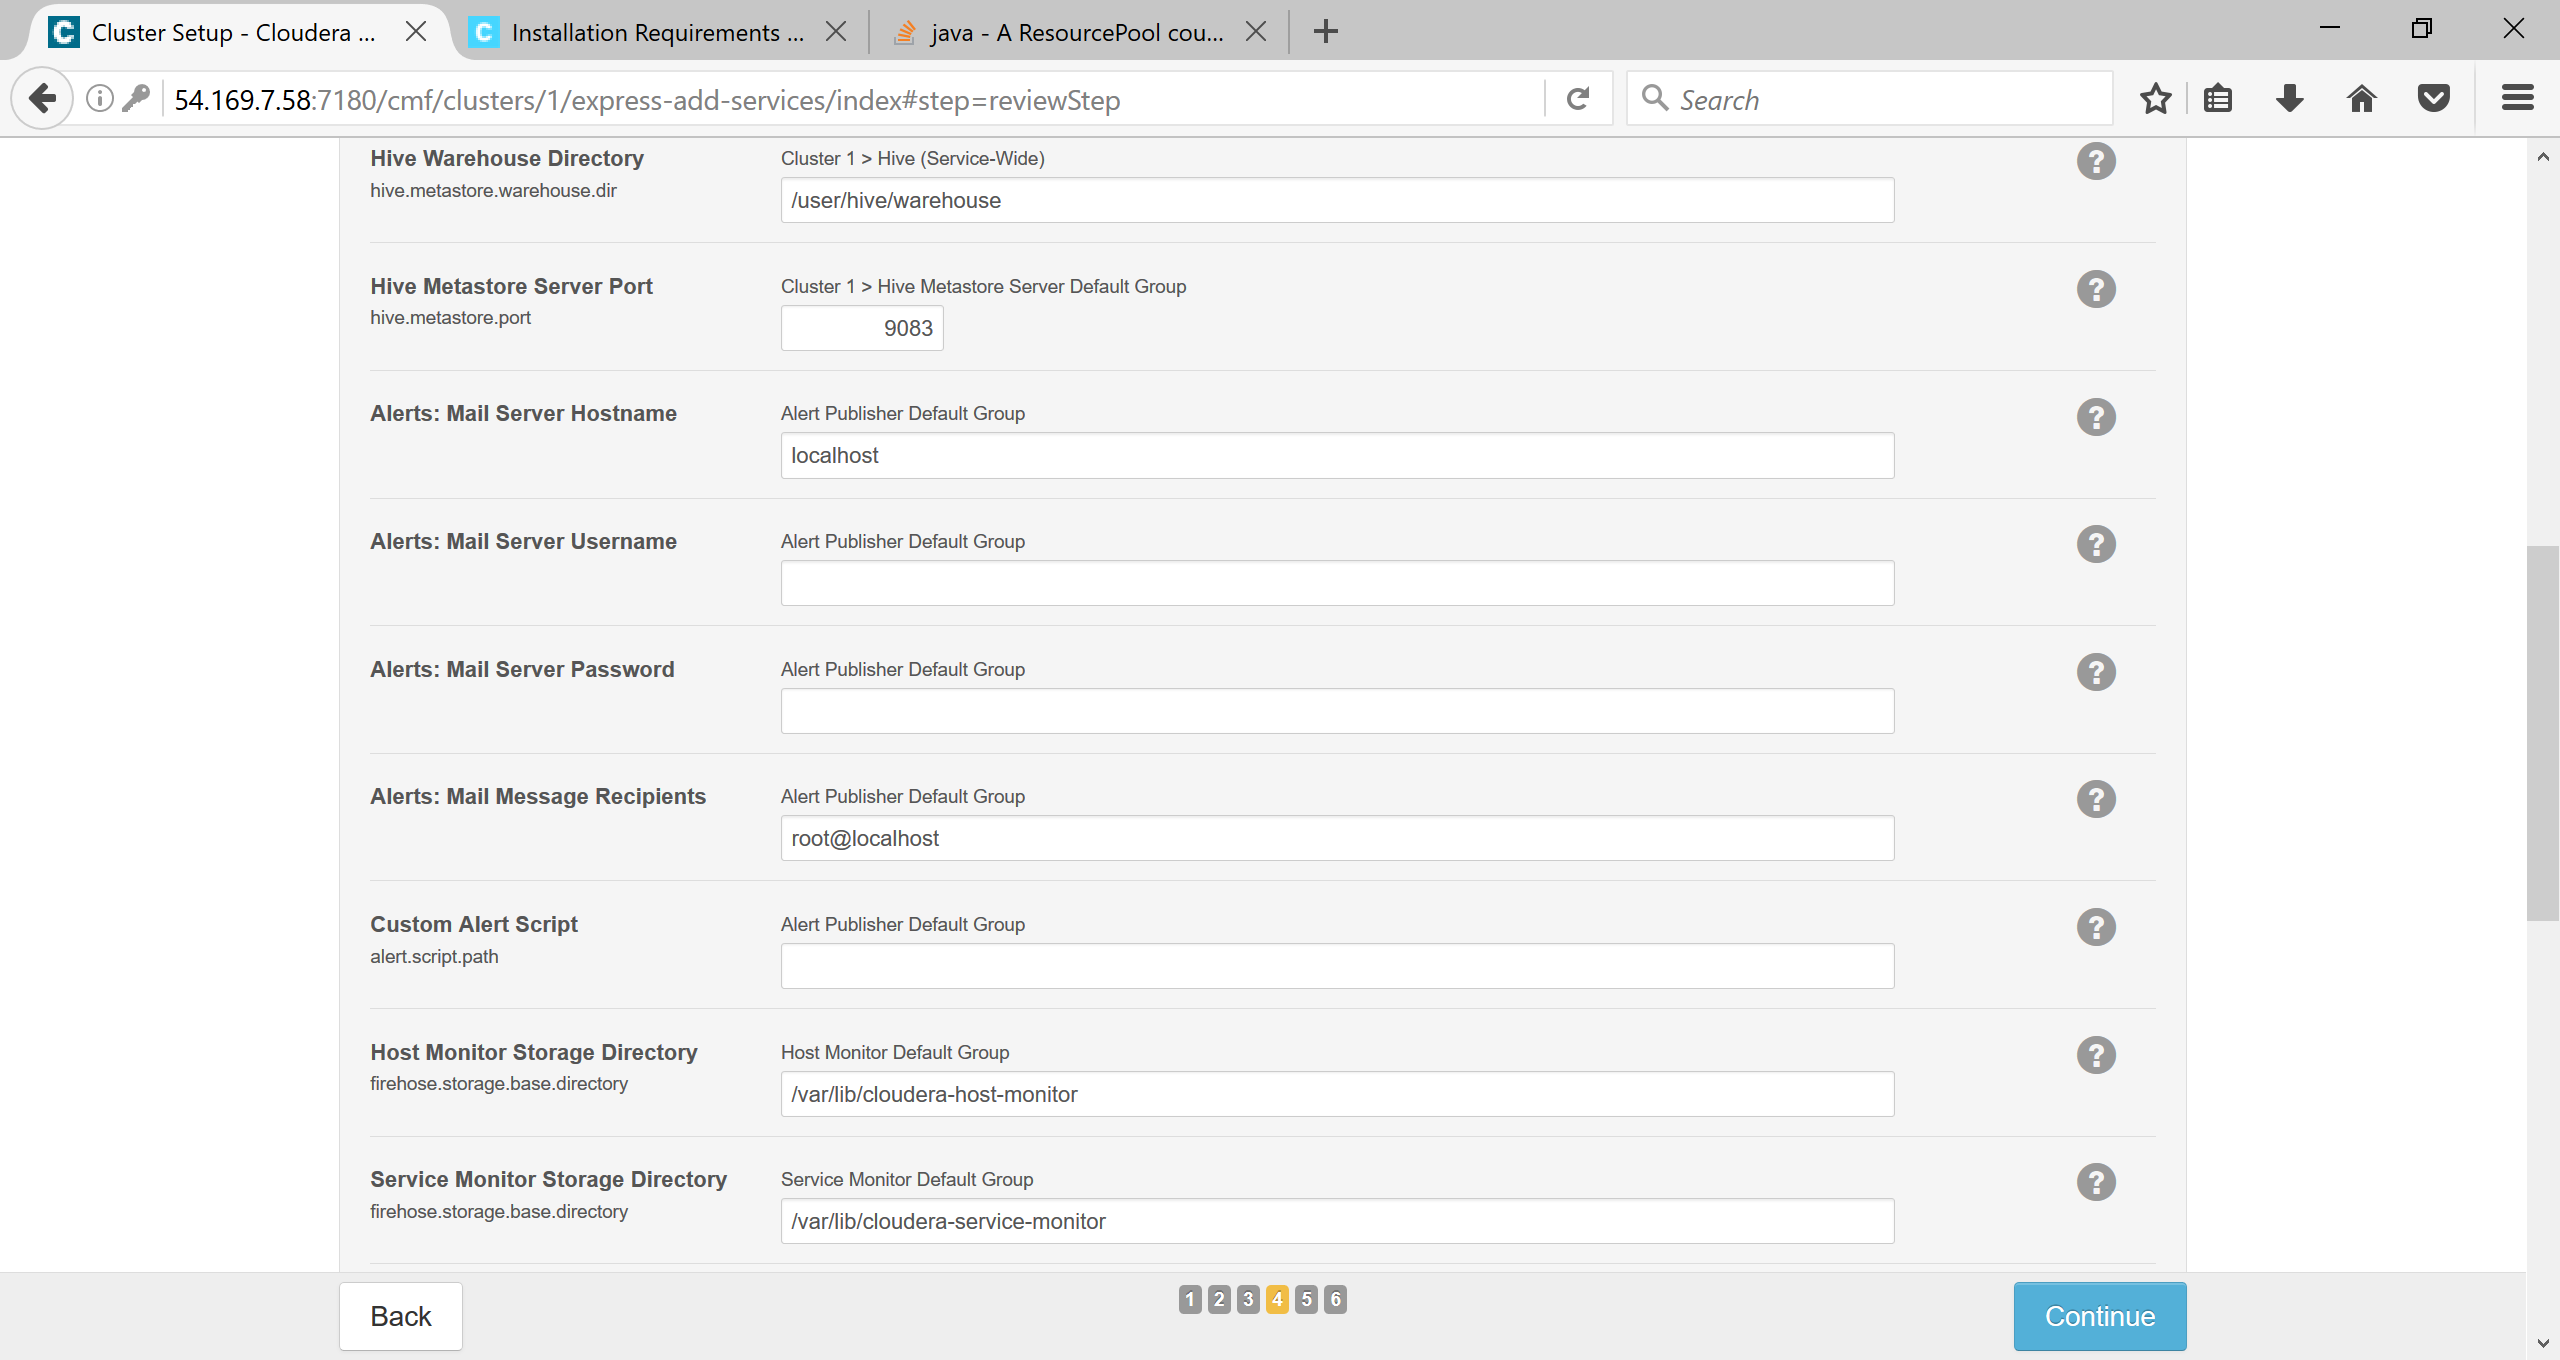 Cluster Setup - Cloudera ...
Installation Requirements ...
java - A ResourcePool cou...
54.169.7.58:7180/cmf/clusters/1/express-add-services/index#step=reviewStep
Search
Hive Warehouse Directory
Cluster 1 > Hive (Service-Wide)
hive.metastore.warehouse.dir
/user/hive/warehouse
Hive Metastore Server Port
Cluster 1 > Hive Metastore Server Default Group
hive.metastore.port
9083
Alerts: Mail Server Hostname
Alert Publisher Default Group
localhost
Alerts: Mail Server Username
Alert Publisher Default Group
Alerts: Mail Server Password
Alert Publisher Default Group
Alerts: Mail Message Recipients
Alert Publisher Default Group
root@localhost
Custom Alert Script
Alert Publisher Default Group
alert.script.path
Host Monitor Storage Directory
Host Monitor Default Group
firehose.storage.base.directory
/var/lib/cloudera-host-monitor
Service Monitor Storage Directory
Service Monitor Default Group
firehose.storage.base.directory
/var/lib/cloudera-service-monitor
Back
1 2 3 4 5 6
Continue